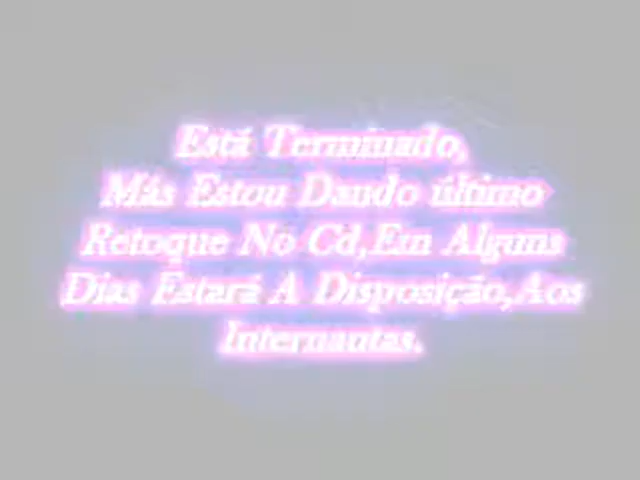 Está Terminado,
Más Estou Dando último
Retoque No Cd,Em Alguns
Dias Estará A Disposição,Aos
Internautas.